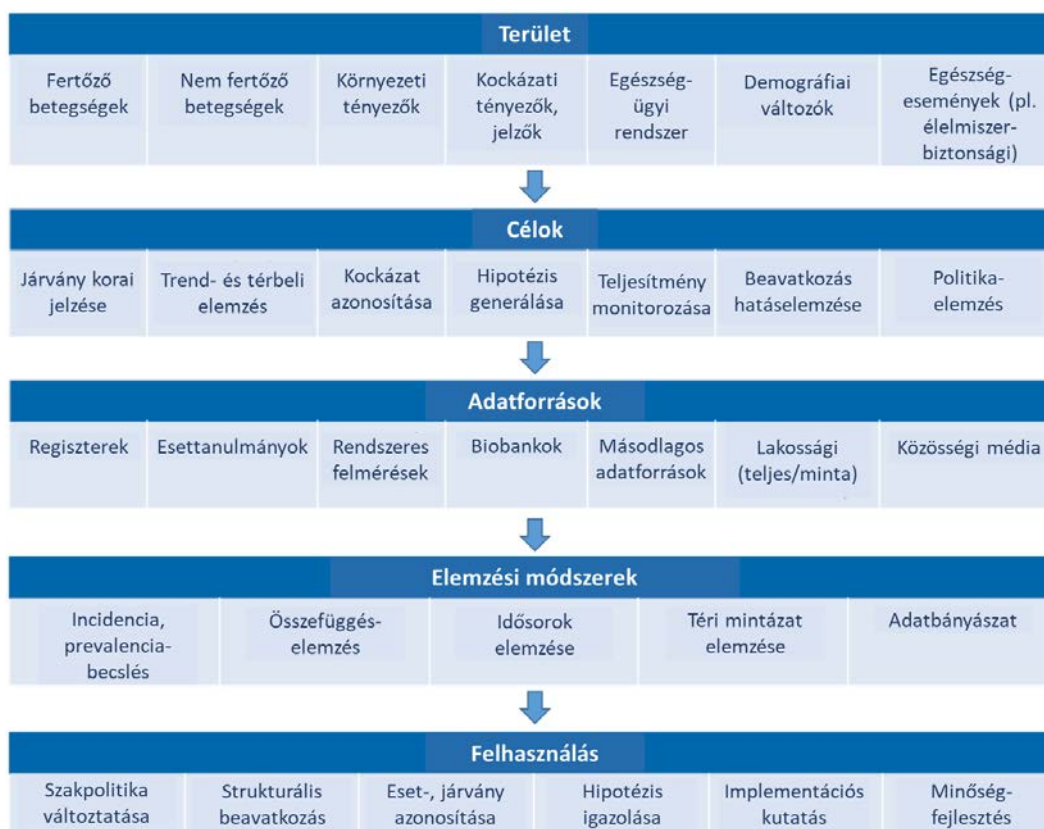 Terület
Fertőző
betegségek
Nem fertőző
betegségek
Környezeti
tényezők
Kockázati
tényezők,
jelzők
Egészség-
ügyi
rendszer
Demográfiai
változók
Egészség-
események (pl.
élelmiszer-
biztonsági)
Célok
Járvány korai
jelzése
Trend- és térbeli
elemzés
Kockázat
azonosítása
Hipotézis
generálása
Teljesítmény
monitorozása
Beavatkozás
hatáselemzése
Politika-
elemzés
Adatforrások
Regiszterek
Esettanulmányok
Rendszeres
felmérések
Biobankok
Másodlagos
adatforrások
Lakossági
(teljes/minta)
Közösségi média
Elemzési módszerek
Incidencia,
prevalencia-
becslés
Összefüggés-
elemzés
Idősorok
elemzése
Téri mintázat
elemzése
Adatbányászat
Felhasználás
Szakpolitika
változtatása
Strukturális
beavatkozás
Eset-, járvány
azonosítása
Hipotézis
igazolása
Implementációs
kutatás
Minőség-
fejlesztés